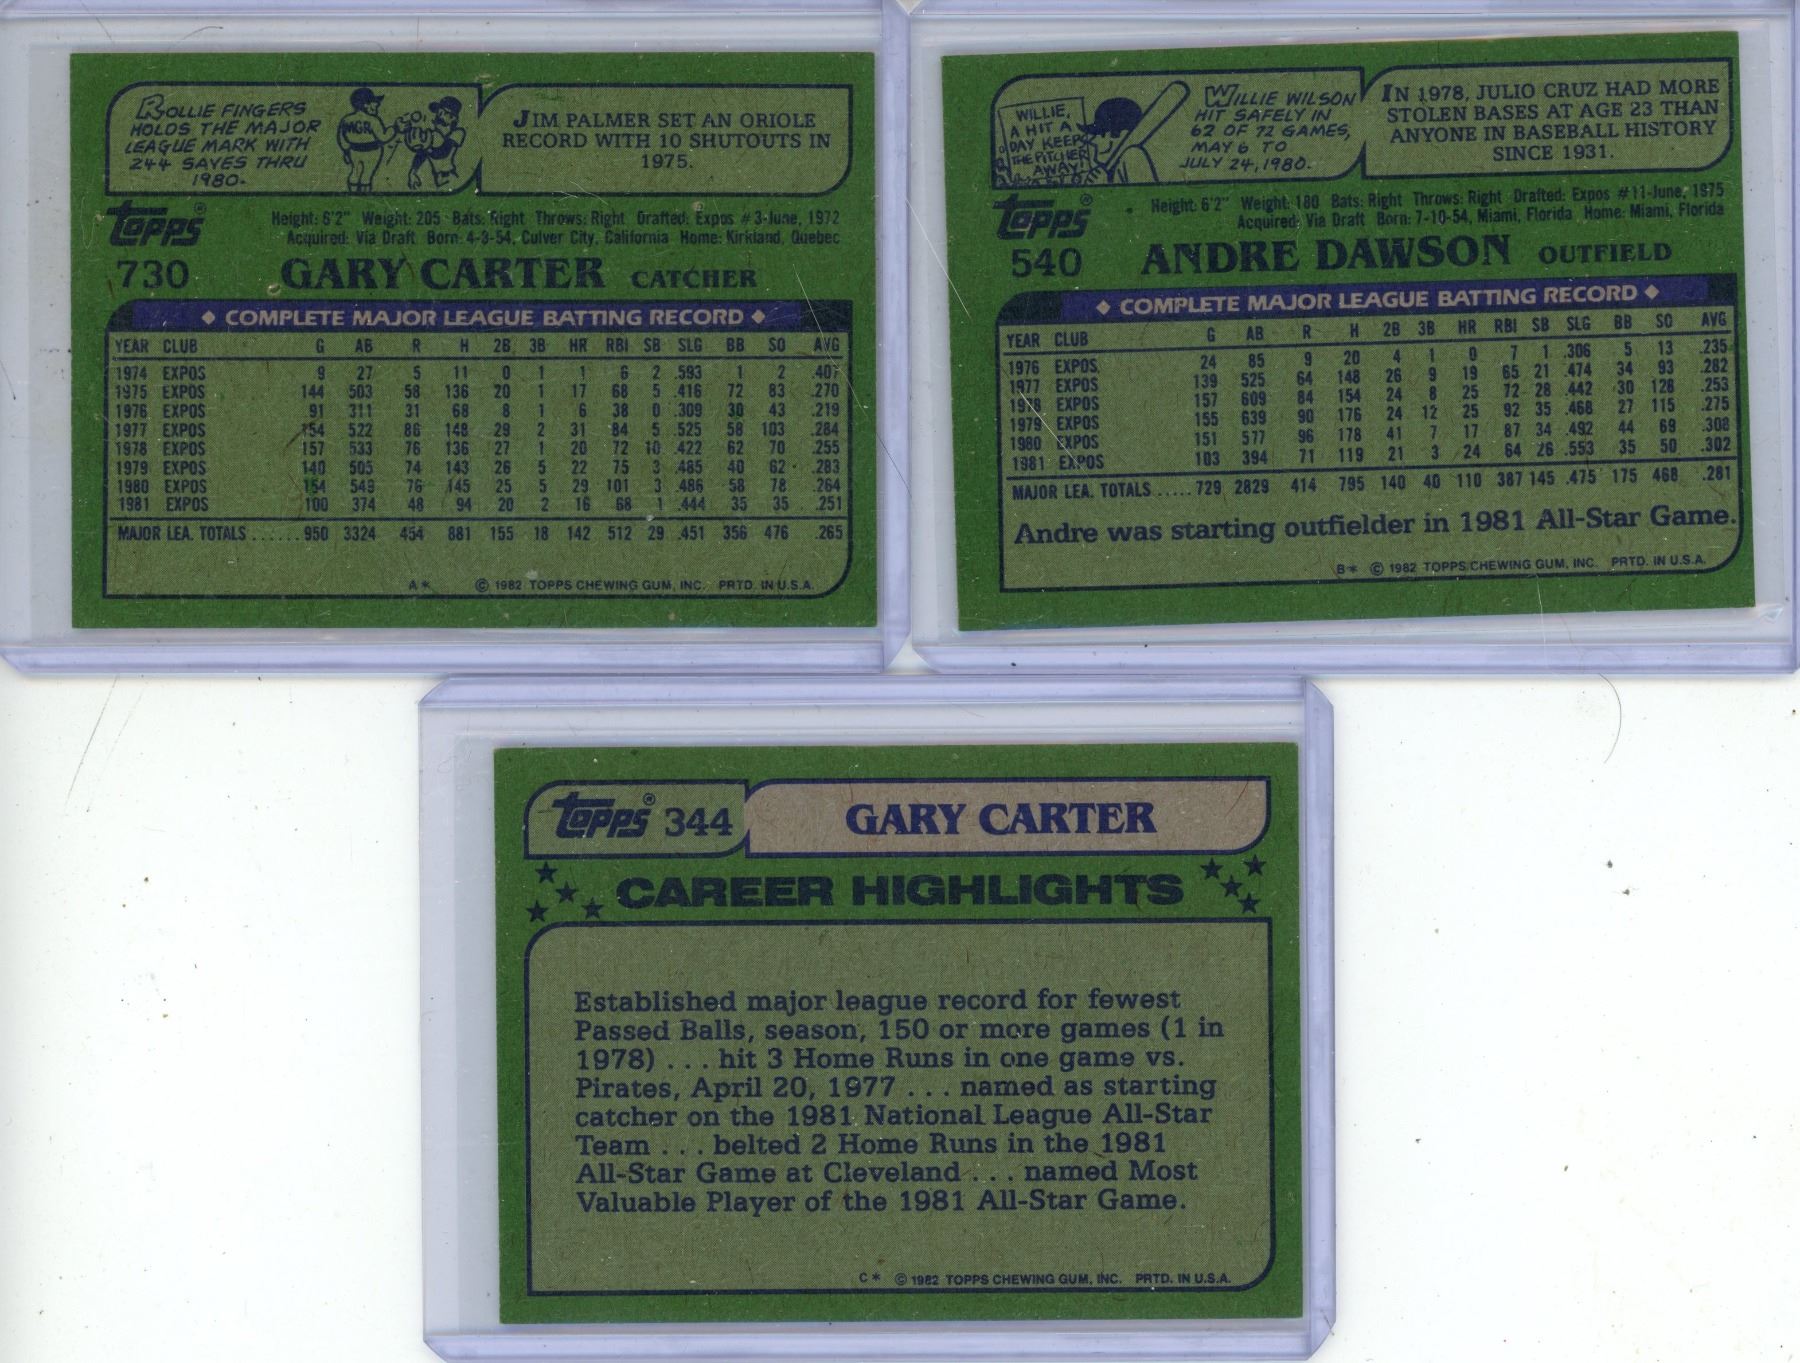 ROLLIE FINGERS
HOLDS THE MAJOR
LEAGUE MARK WITH
244 SAVES THRU
1980.
MGR.
JIM PALMER SET AN ORIOLE
RECORD WITH 10 SHUTOUTS IN
1975.
TOPPS®
Height: 6'2" Weight: 205 Bats: Right Throws: Right Drafted: Expos #3-June, 1972
Acquired: Via Draft Born: 4-3-54, Culver City, California Home: Kirkland, Quebec
730 GARY CARTER CATCHER
◆ COMPLETE MAJOR LEAGUE BATTING RECORD ◆
YEAR CLUB G AB R H 2B 3B HR RBI SB SLG BB SO AVG
1974 EXPOS 9 27 5 11 0 1 1 6 2 .593 1 2 .407
1975 EXPOS 144 503 58 136 20 1 17 68 5 .416 72 83 .270
1976 EXPOS 91 311 31 68 8 1 6 38 0 .309 30 43 .219
1977 EXPOS 154 522 86 148 29 2 31 84 5 .525 58 103 .284
1978 EXPOS 157 533 76 136 27 1 20 72 10 .422 62 70 .255
1979 EXPOS 140 505 74 143 26 5 22 75 3 .485 40 62 .283
1980 EXPOS 154 549 76 145 25 5 29 101 3 .486 58 78 .264
1981 EXPOS 100 374 48 94 20 2 16 68 1 .444 35 35 .251
MAJOR LEA. TOTALS ......950 3324 454 881 155 18 142 512 29 .451 356 476 .265
A* © 1982 TOPPS CHEWING GUM, INC. PRTD. IN U.S.A.
WILLIE,
A HIT A
DAY KEEPS
THE PITCHER
AWAY!
WILLIE WILSON
HIT SAFELY IN
62 OF 72 GAMES,
MAY 6 TO
JULY 24, 1980.
IN 1978, JULIO CRUZ HAD MORE
STOLEN BASES AT AGE 23 THAN
ANYONE IN BASEBALL HISTORY
SINCE 1931.
TOPPS®
Height: 6'2" Weight: 180 Bats: Right Throws: Right Drafted: Expos #11-June, 1975
Acquired: Via Draft Born: 7-10-54, Miami, Florida Home: Miami, Florida
540 ANDRE DAWSON OUTFIELD
◆ COMPLETE MAJOR LEAGUE BATTING RECORD ◆
YEAR CLUB G AB R H 2B 3B HR RBI SB SLG BB SO AVG
1976 EXPOS 24 85 9 20 4 1 0 7 1 .306 5 13 .235
1977 EXPOS 139 525 64 148 26 9 19 65 21 .474 34 93 .282
1978 EXPOS 157 609 84 154 24 8 25 72 28 .442 30 128 .253
1979 EXPOS 155 639 90 176 24 12 25 92 35 .468 27 115 .275
1980 EXPOS 151 577 96 178 41 7 17 87 34 .492 44 69 .308
1981 EXPOS 103 394 71 119 21 3 24 64 26 .553 35 50 .302
MAJOR LEA. TOTALS .....729 2829 414 795 140 40 110 387 145 .475 175 468 .281
Andre was starting outfielder in 1981 All-Star Game.
B* © 1982 TOPPS CHEWING GUM, INC. PRTD. IN U.S.A.
TOPPS® 344 GARY CARTER
CAREER HIGHLIGHTS
Established major league record for fewest
Passed Balls, season, 150 or more games (1 in
1978) . . . hit 3 Home Runs in one game vs.
Pirates, April 20, 1977 . . . named as starting
catcher on the 1981 National League All-Star
Team . . . belted 2 Home Runs in the 1981
All-Star Game at Cleveland . . . named Most
Valuable Player of the 1981 All-Star Game.
C* © 1982 TOPPS CHEWING GUM, INC. PRTD. IN U.S.A.